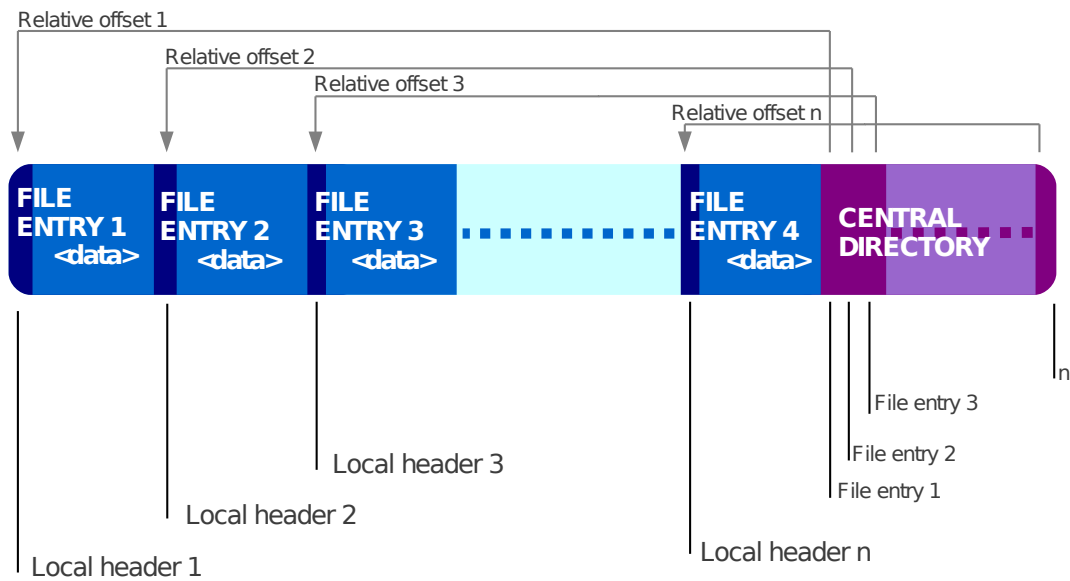 Relative offset 1
Relative offset 2
Relative offset 3
Relative offset n
FILE
ENTRY 1
<data>
FILE
ENTRY 2
<data>
FILE
ENTRY 3
<data>
FILE
ENTRY 4
<data>
CENTRAL
DIRECTORY
n
File entry 3
File entry 2
File entry 1
Local header 3
Local header 2
Local header n
Local header 1